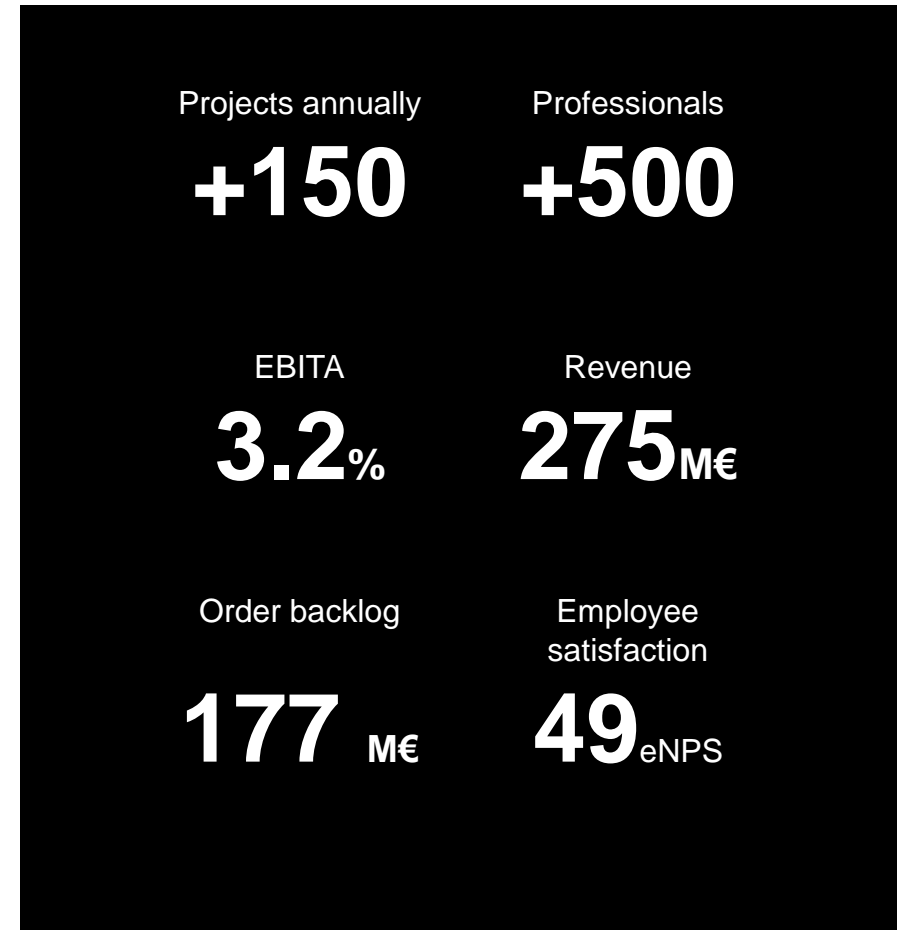 Projects annually
+150
Professionals
+500
EBITA
3.2%
Revenue
275M€
Order backlog
177 M€
Employee
satisfaction
49eNPS